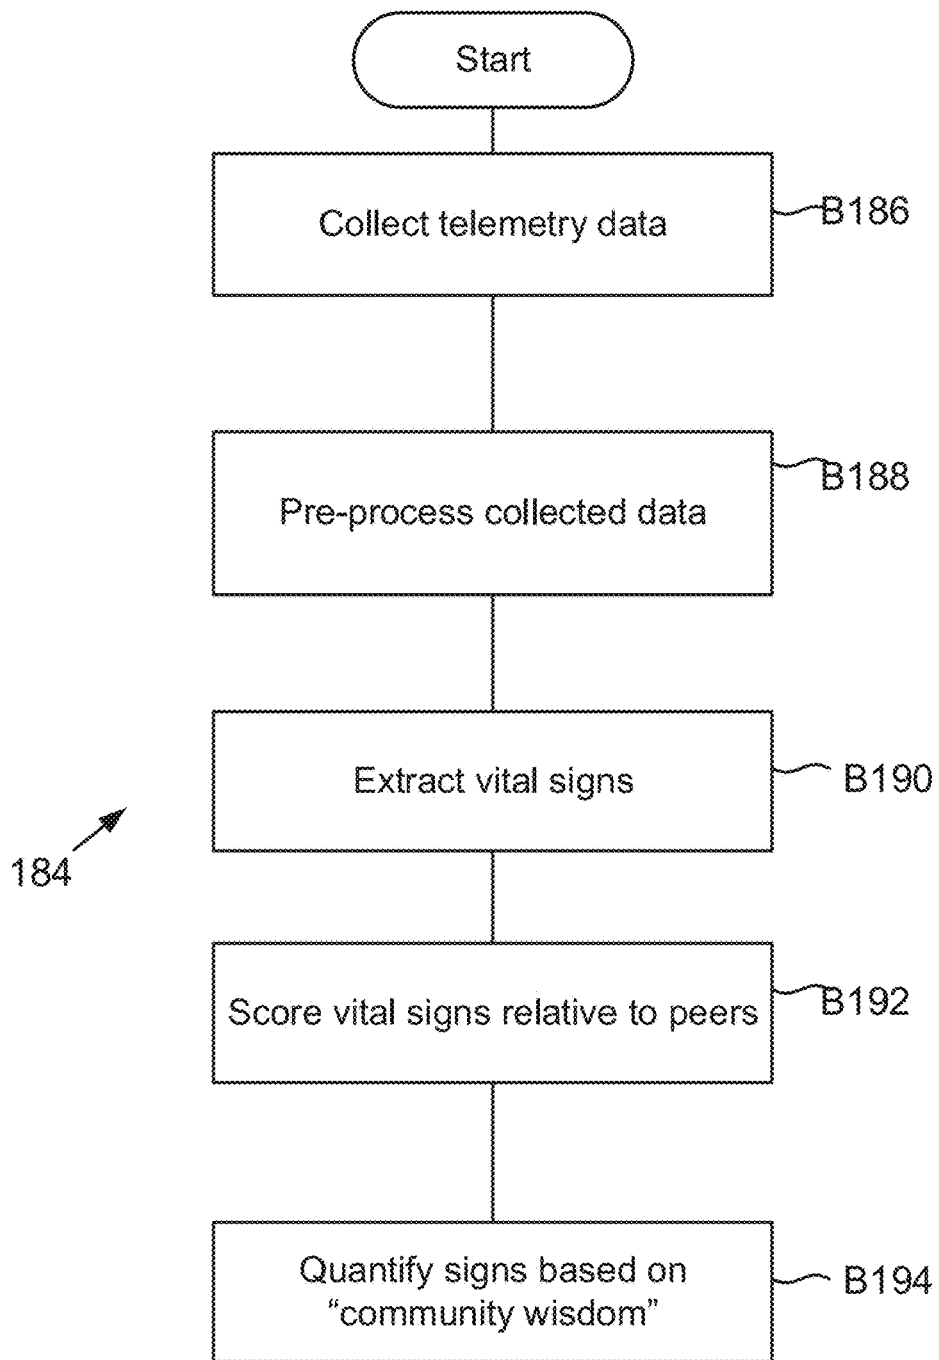 Start
Collect telemetry data
B186
Pre-process collected data
B188
Extract vital signs
B190
184
Score vital signs relative to peers
B192
Quantify signs based on
“community wisdom”
B194